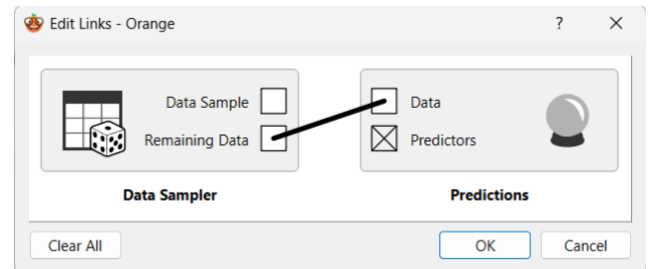 Edit Links - Orange
Data Sample
Data
Remaining Data
Predictors
Data Sampler
Predictions
Clear All
OK
Cancel